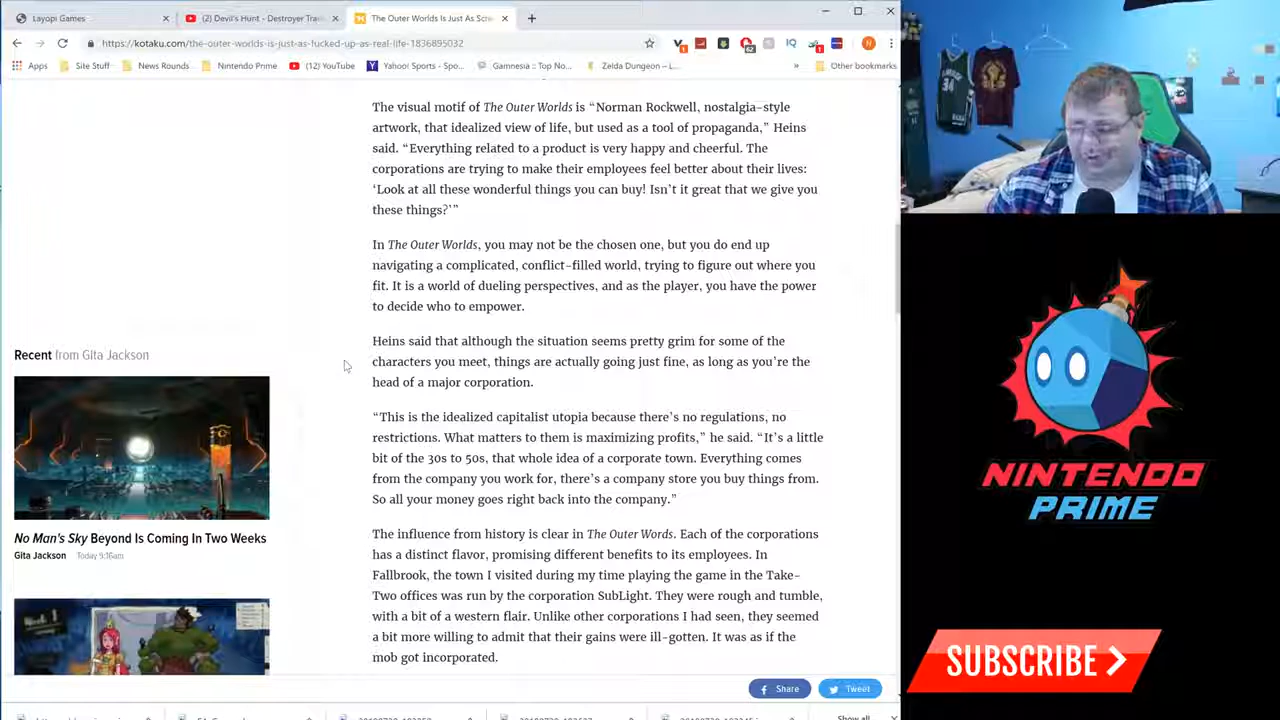 Layopi Games
(2) Devil's Hunt - Destroyer Trai
The Outer Worlds Is Just As Scr
https://kotaku.com/the-outer-worlds-is-just-as-fucked-up-as-real-life-1836895032
Apps
Site Stuff
News Rounds
Nintendo Prime
(12) YouTube
Yahoo! Sports - Spo...
Gamnesia :: Top No...
Zelda Dungeon – L...
»
Other bookmarks
The visual motif of The Outer Worlds is “Norman Rockwell, nostalgia-style
artwork, that idealized view of life, but used as a tool of propaganda,” Heins
said. “Everything related to a product is very happy and cheerful. The
corporations are trying to make their employees feel better about their lives:
‘Look at all these wonderful things you can buy! Isn’t it great that we give you
these things?’”
In The Outer Worlds, you may not be the chosen one, but you do end up
navigating a complicated, conflict-filled world, trying to figure out where you
fit. It is a world of dueling perspectives, and as the player, you have the power
to decide who to empower.
Heins said that although the situation seems pretty grim for some of the
characters you meet, things are actually going just fine, as long as you’re the
head of a major corporation.
“This is the idealized capitalist utopia because there’s no regulations, no
restrictions. What matters to them is maximizing profits,” he said. “It’s a little
bit of the 30s to 50s, that whole idea of a corporate town. Everything comes
from the company you work for, there’s a company store you buy things from.
So all your money goes right back into the company.”
The influence from history is clear in The Outer Words. Each of the corporations
has a distinct flavor, promising different benefits to its employees. In
Fallbrook, the town I visited during my time playing the game in the Take-
Two offices was run by the corporation SubLight. They were rough and tumble,
with a bit of a western flair. Unlike other corporations I had seen, they seemed
a bit more willing to admit that their gains were ill-gotten. It was as if the
mob got incorporated.
Recent from Gita Jackson
No Man's Sky Beyond Is Coming In Two Weeks
Gita Jackson Today 9:16am
Share
Tweet
Show all
34
NINTENDO
PRIME
SUBSCRIBE